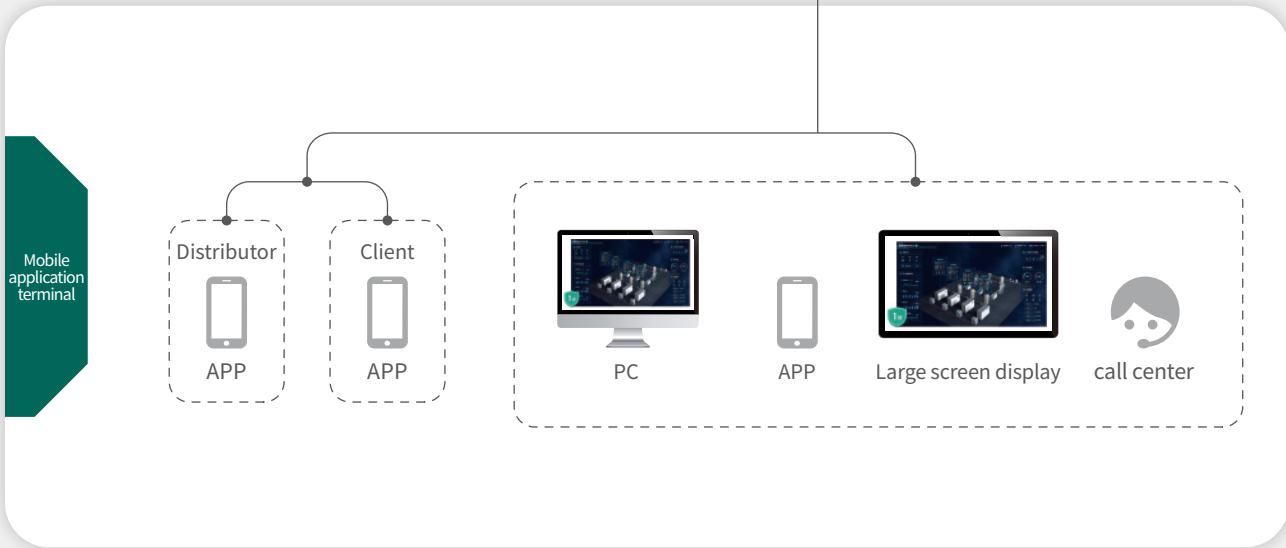 Mobile
application
terminal
Distributor
APP
Client
APP
PC
APP
Large screen display
call center